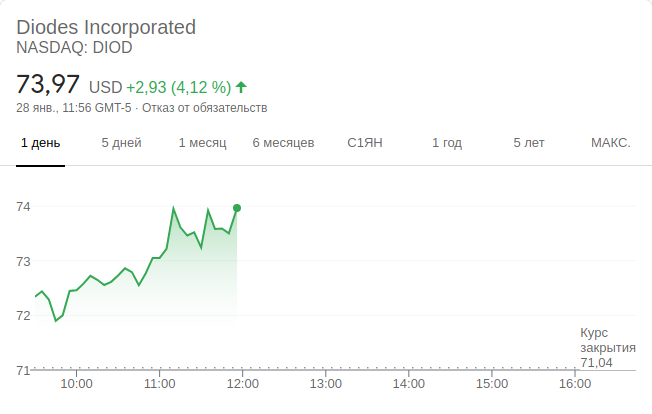 Diodes Incorporated
NASDAQ: DIOD
73,97 USD +2,93 (4,12 %)
28 янв., 11:56 GMT-5 · Отказ от обязательств
1 день 5 дней 1 месяц 6 месяцев С1ЯН 1 год 5 лет МАКС.
74
73
72
Курс
закрытия
71,04
71
10:00 11:00 12:00 13:00 14:00 15:00 16:00